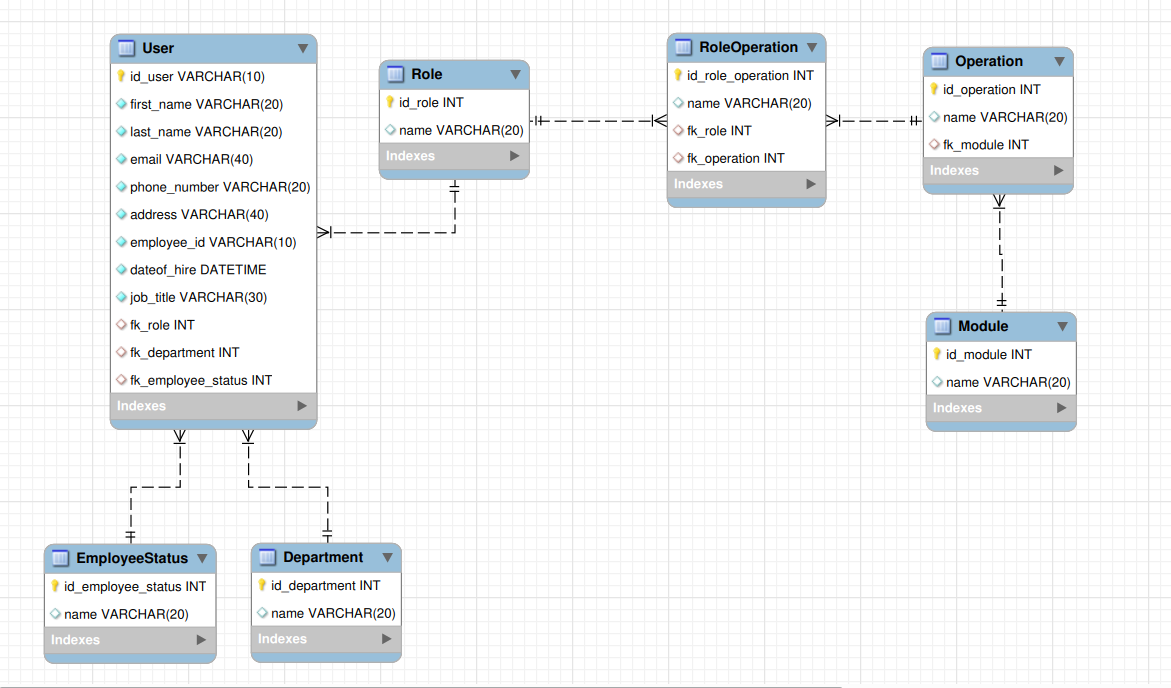 User
id_user VARCHAR(10)
first_name VARCHAR(20)
last_name VARCHAR(20)
email VARCHAR(40)
phone_number VARCHAR(20)
address VARCHAR(40)
employee_id VARCHAR(10)
dateof_hire DATETIME
job_title VARCHAR(30)
fk_role INT
fk_department INT
fk_employee_status INT
Indexes
Role
id_role INT
name VARCHAR(20)
Indexes
RoleOperation
id_role_operation INT
name VARCHAR(20)
fk_role INT
fk_operation INT
Indexes
Operation
id_operation INT
name VARCHAR(20)
fk_module INT
Indexes
Module
id_module INT
name VARCHAR(20)
Indexes
EmployeeStatus
id_employee_status INT
name VARCHAR(20)
Indexes
Department
id_department INT
name VARCHAR(20)
Indexes